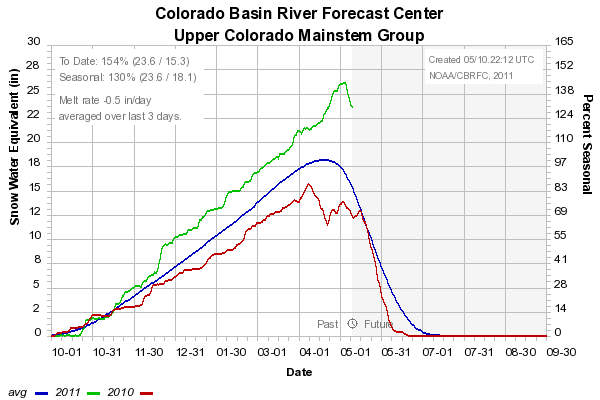 Colorado Basin River Forecast Center
Upper Colorado Mainstem Group
To Date: 154% (23.6 / 15.3)
Seasonal: 130% (23.6 / 18.1)
Melt rate -0.5 in/day
averaged over last 3 days.
Created 05/10.22:12 UTC
NOAA/CBRFC, 2011
Snow Water Equivalent (in)
30
28
25
22
20
18
15
12
10
8
5
2
0
Percent Seasonal
165
152
138
124
110
97
83
69
55
41
28
14
0
Past
Future
10-01 10-31 11-30 12-31 01-30 03-01 04-01 05-01 05-31 07-01 07-31 08-30 09-30
Date
avg 2011 2010